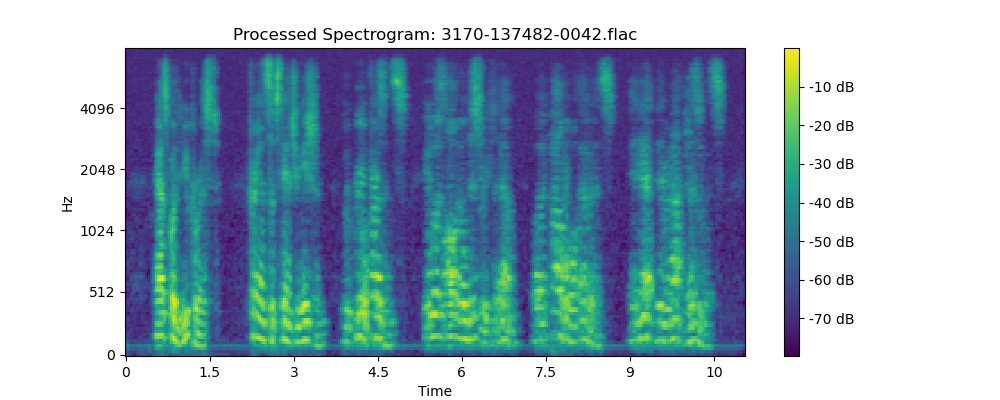 Processed Spectrogram: 3170-137482-0042.flac
Hz
4096
2048
1024
512
0
0 1.5 3 4.5 6 7.5 9 10
Time
-10 dB
-20 dB
-30 dB
-40 dB
-50 dB
-60 dB
-70 dB